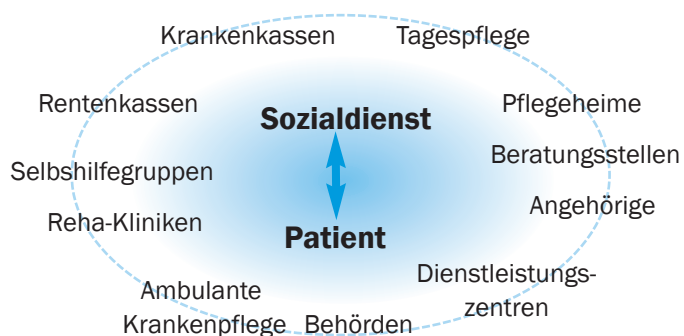 Krankenkassen
Tagespflege
Rentenkassen
Sozialdienst
Pflegeheime
Beratungsstellen
Selbshilfegruppen
Angehörige
Reha-Kliniken
Patient
Dienstleistungs-
zentren
Ambulante
Krankenpflege
Behörden